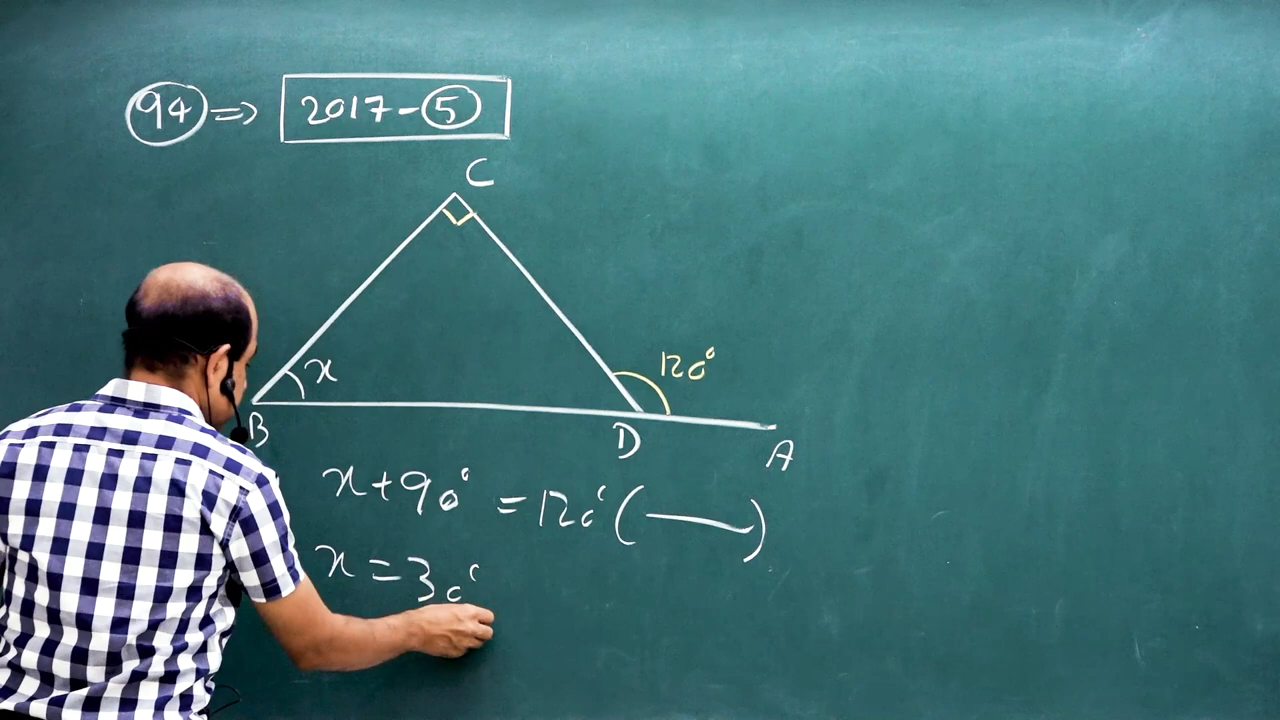 94 => 2017-5
C
x
120°
B
D
A
x+90° = 120° ( — )
x = 30°